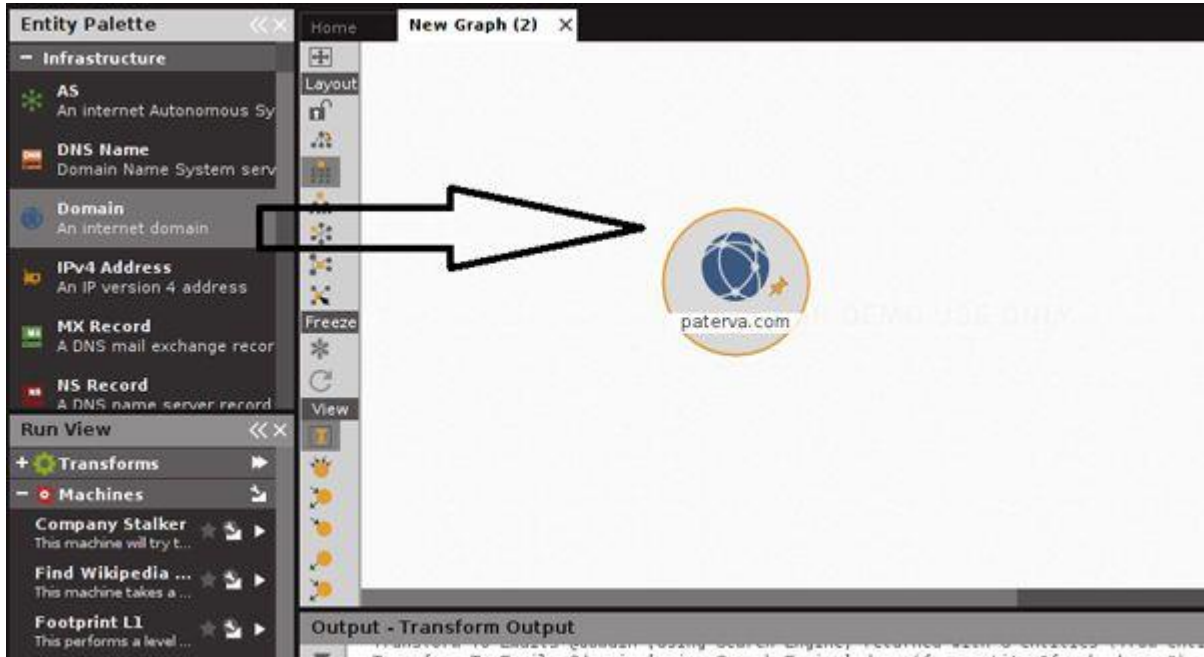 Entity Palette
Home
New Graph (2) X
Infrastructure
AS
An internet Autonomous Sy
DNS Name
Domain Name System serv
Domain
An internet domain
IPv4 Address
An IP version 4 address
MX Record
A DNS mail exchange recor
NS Record
A DNS name server record
Layout
Freeze
View
paterva.com
DEMO USE ONLY
Run View
Transforms
Machines
Company Stalker
This machine will try t...
Find Wikipedia ...
This machine takes a ...
Footprint L1
This performs a level ...
Output - Transform Output